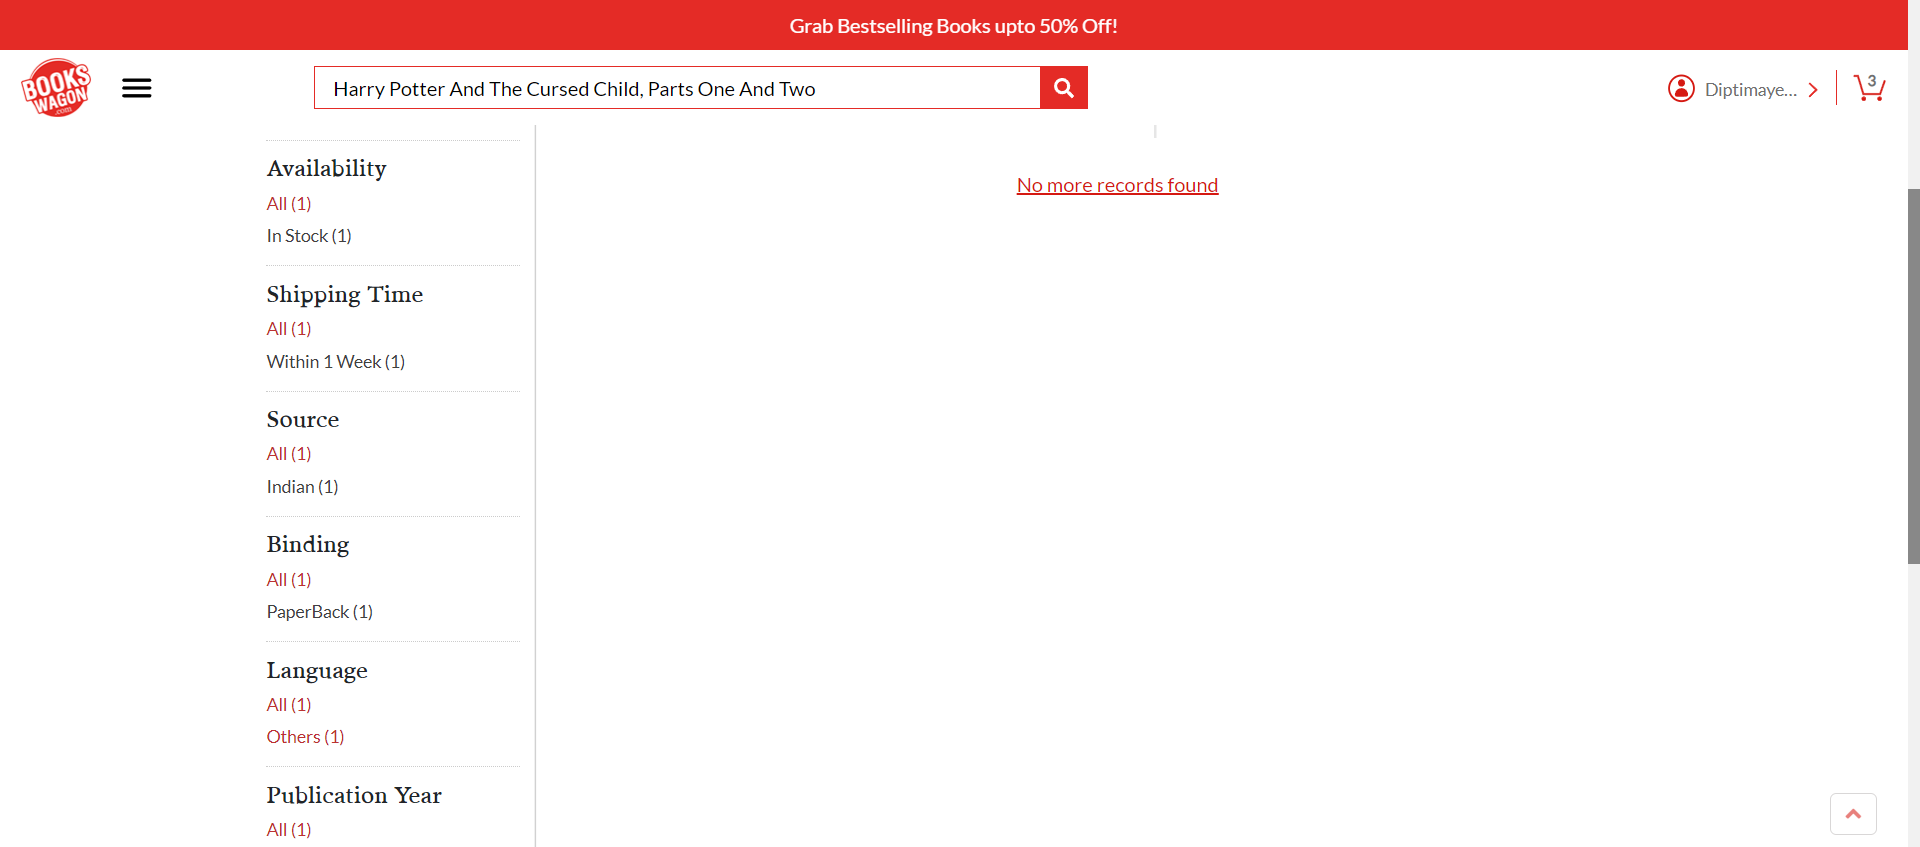 Grab Bestselling Books upto 50% Off!
BOOKS
WAGON
.com
Harry Potter And The Cursed Child, Parts One And Two
Diptimaye...
3
Availability
All (1)
In Stock (1)
Shipping Time
All (1)
Within 1 Week (1)
Source
All (1)
Indian (1)
Binding
All (1)
PaperBack (1)
Language
All (1)
Others (1)
Publication Year
All (1)
No more records found